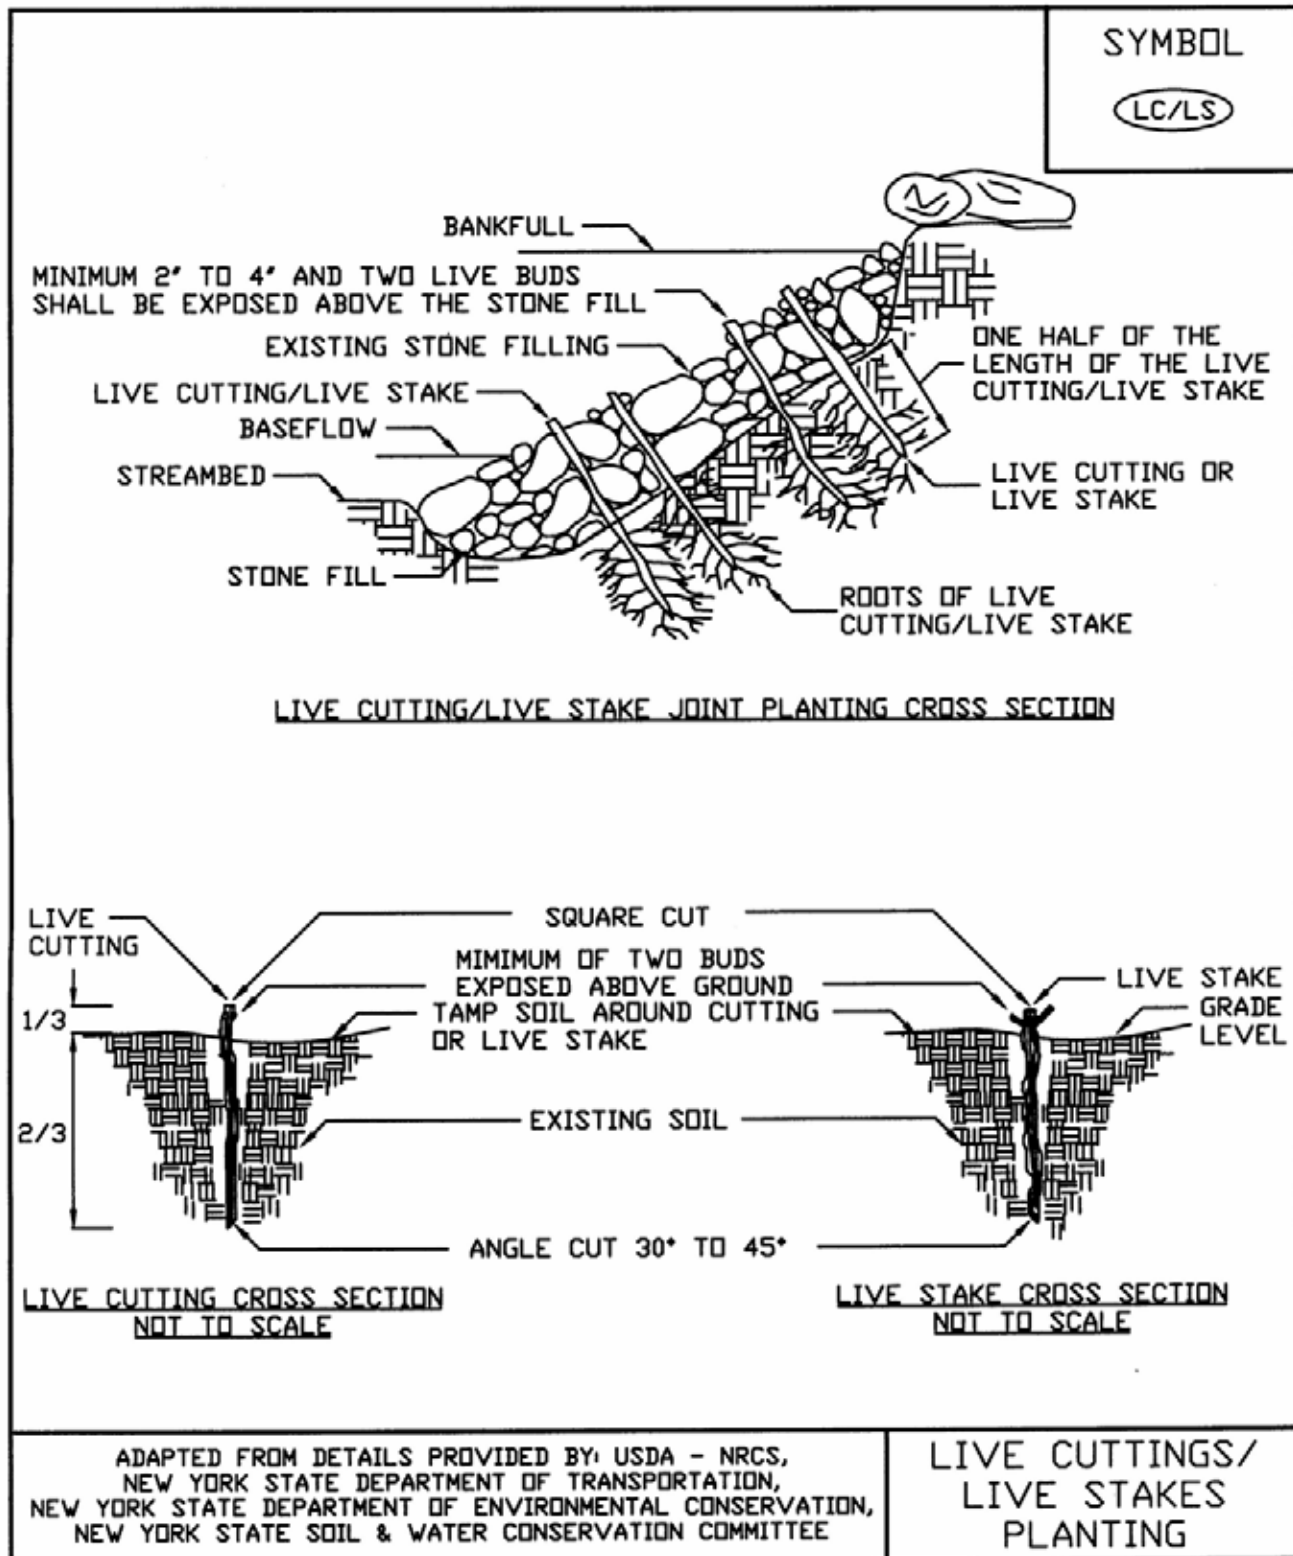 SYMBOL
LC/LS
BANKFULL
MINIMUM 2" TO 4" AND TWO LIVE BUDS
SHALL BE EXPOSED ABOVE THE STONE FILL
EXISTING STONE FILLING
LIVE CUTTING/LIVE STAKE
BASEFLOW
STREAMBED
STONE FILL
ONE HALF OF THE
LENGTH OF THE LIVE
CUTTING/LIVE STAKE
LIVE CUTTING OR
LIVE STAKE
ROOTS OF LIVE
CUTTING/LIVE STAKE
LIVE CUTTING/LIVE STAKE JOINT PLANTING CROSS SECTION
LIVE
CUTTING
SQUARE CUT
MIMIMUM OF TWO BUDS
EXPOSED ABOVE GROUND
TAMP SOIL AROUND CUTTING
OR LIVE STAKE
LIVE STAKE
GRADE
LEVEL
1/3
2/3
EXISTING SOIL
ANGLE CUT 30° TO 45°
LIVE CUTTING CROSS SECTION
NOT TO SCALE
LIVE STAKE CROSS SECTION
NOT TO SCALE
ADAPTED FROM DETAILS PROVIDED BY: USDA - NRCS,
NEW YORK STATE DEPARTMENT OF TRANSPORTATION,
NEW YORK STATE DEPARTMENT OF ENVIRONMENTAL CONSERVATION,
NEW YORK STATE SOIL & WATER CONSERVATION COMMITTEE
LIVE CUTTINGS/
LIVE STAKES
PLANTING